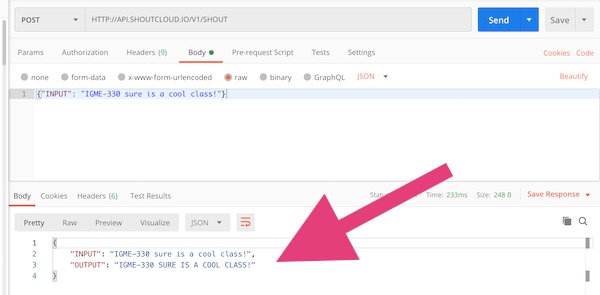 POST HTTP://API.SHOUTCLOUD.IO/V1/SHOUT Send Save
Params Authorization Headers (9) Body Pre-request Script Tests Settings Cookies Code
none form-data x-www-form-urlencoded raw binary GraphQL JSON Beautify
1 {"INPUT": "IGME-330 sure is a cool class!"}
Body Cookies Headers (6) Test Results Time: 233ms Size: 248 B Save Response
Pretty Raw Preview Visualize JSON
1 {
2 "INPUT": "IGME-330 sure is a cool class!",
3 "OUTPUT": "IGME-330 SURE IS A COOL CLASS!"
4 }